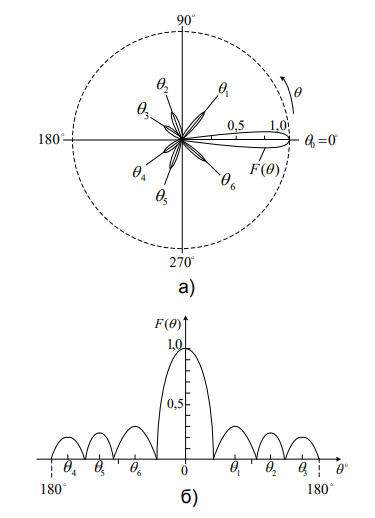 90°
θ₂
θ₁
θ
θ₃
0,5
1,0
180°
θ₀ = 0°
θ₄
F(θ)
θ₆
θ₅
270°
а)
F(θ)
1,0
0,5
θ₄ θ₅ θ₆ 0 θ₁ θ₂ θ₃ θ°
180° 180°
б)